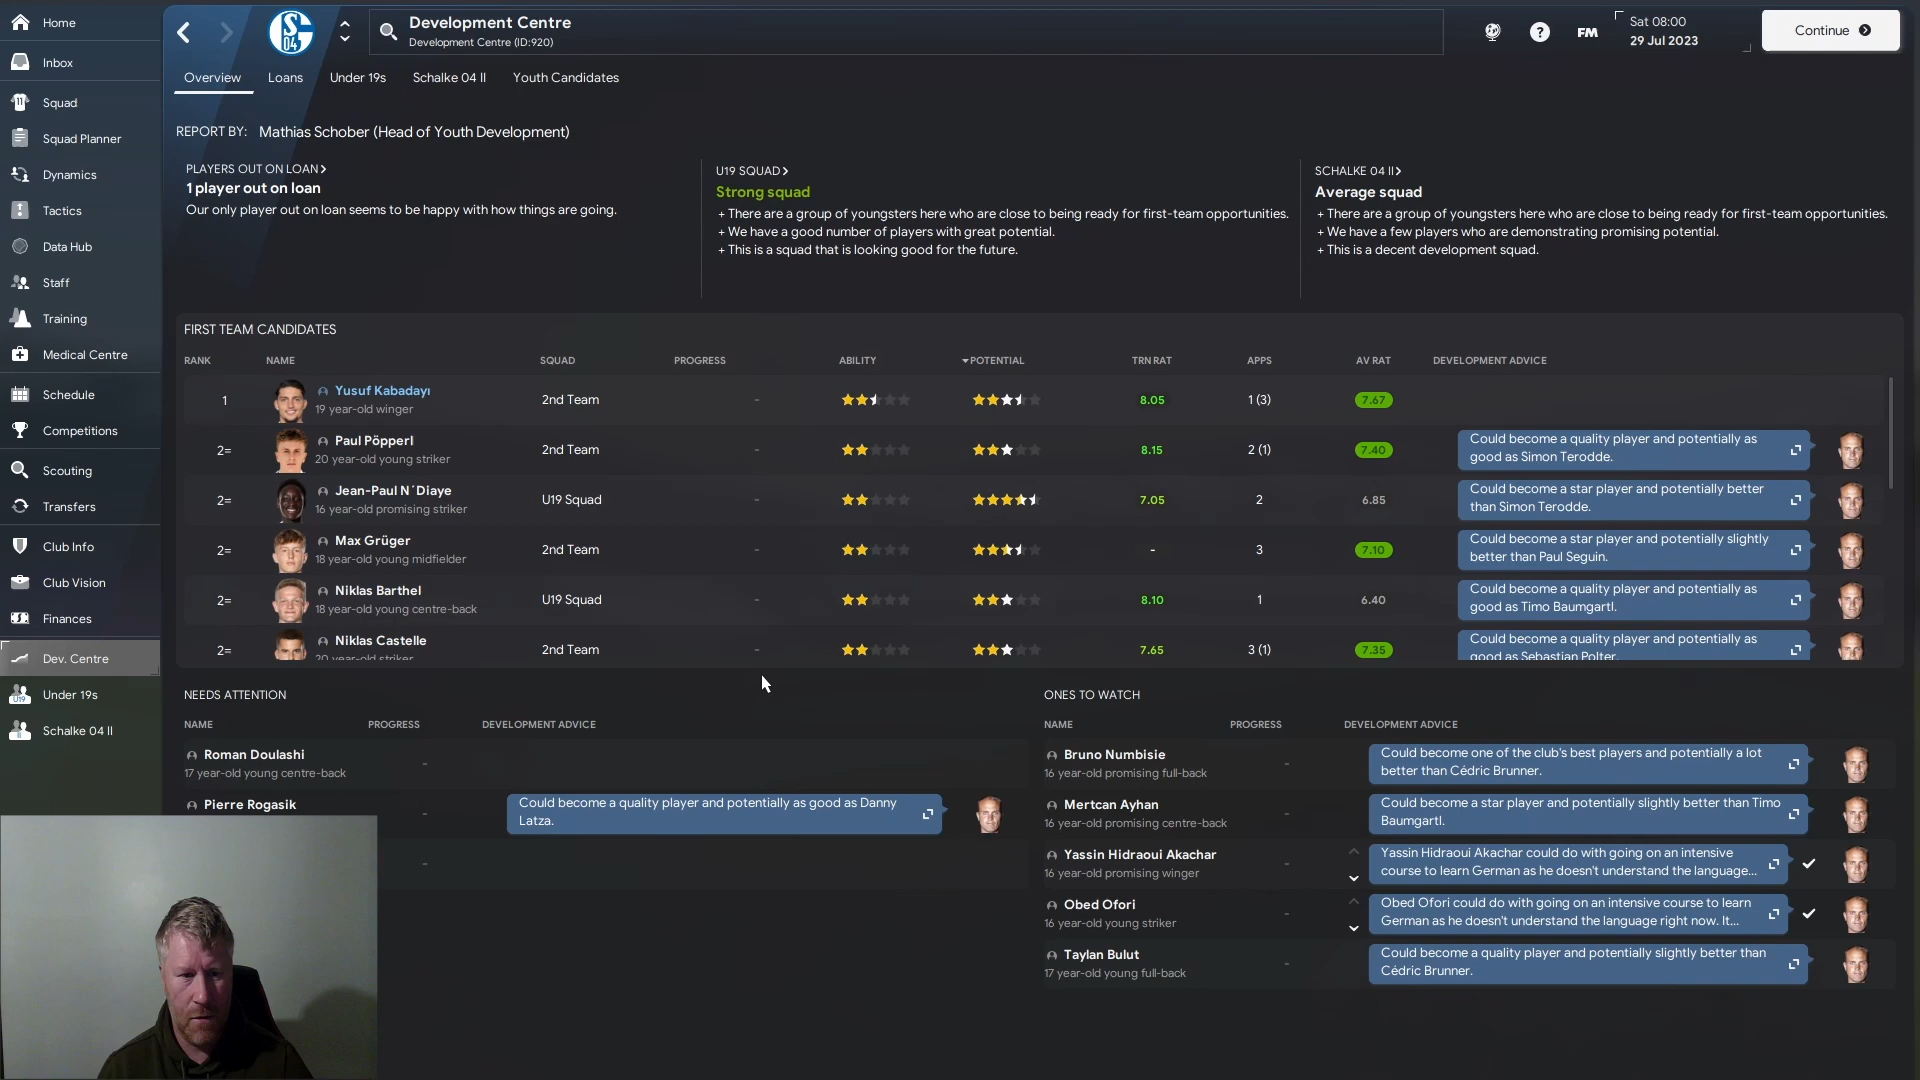 Home
Inbox
Squad
Squad Planner
Dynamics
Tactics
Data Hub
Staff
Training
Medical Centre
Schedule
Competitions
Scouting
Transfers
Club Info
Club Vision
Finances
Dev. Centre
Under 19s
Schalke 04 II
Development Centre
Development Centre (ID:920)
FM
Sat 08:00
29 Jul 2023
Continue
Overview Loans Under 19s Schalke 04 II Youth Candidates
REPORT BY: Mathias Schober (Head of Youth Development)
PLAYERS OUT ON LOAN
1 player out on loan
Our only player out on loan seems to be happy with how things are going.
U19 SQUAD
Strong squad
+ There are a group of youngsters here who are close to being ready for first-team opportunities.
+ We have a good number of players with great potential.
+ This is a squad that is looking good for the future.
SCHALKE 04 II
Average squad
+ There are a group of youngsters here who are close to being ready for first-team opportunities.
+ We have a few players who are demonstrating promising potential.
+ This is a decent development squad.
FIRST TEAM CANDIDATES
RANK NAME SQUAD PROGRESS ABILITY POTENTIAL TRN RAT APPS AV RAT DEVELOPMENT ADVICE
1 Yusuf Kabadayı 2nd Team - 8.05 1 (3) 7.67
19 year-old winger
2= Paul Pöpperl 2nd Team - 8.15 2 (1) 7.40
20 year-old young striker
Could become a quality player and potentially as
good as Simon Terodde.
2= Jean-Paul N´Diaye U19 Squad - 7.05 2 6.85
16 year-old promising striker
Could become a star player and potentially better
than Simon Terodde.
2= Max Grüger 2nd Team - - 3 7.10
18 year-old young midfielder
Could become a star player and potentially slightly
better than Paul Seguin.
2= Niklas Barthel U19 Squad - 8.10 1 6.40
18 year-old young centre-back
Could become a quality player and potentially as
good as Timo Baumgartl.
2= Niklas Castelle 2nd Team - 7.65 3 (1) 7.35
20 year-old striker
Could become a quality player and potentially as
good as Sebastian Polter.
NEEDS ATTENTION
NAME PROGRESS DEVELOPMENT ADVICE
Roman Doulashi -
17 year-old young centre-back
Pierre Rogasik -
Could become a quality player and potentially as good as Danny
Latza.
-
ONES TO WATCH
NAME PROGRESS DEVELOPMENT ADVICE
Bruno Numbisie -
16 year-old promising full-back
Could become one of the club's best players and potentially a lot
better than Cédric Brunner.
Mertcan Ayhan -
16 year-old promising centre-back
Could become a star player and potentially slightly better than Timo
Baumgartl.
Yassin Hidraoui Akachar -
16 year-old promising winger
Yassin Hidraoui Akachar could do with going on an intensive
course to learn German as he doesn't understand the language...
Obed Ofori -
16 year-old young striker
Obed Ofori could do with going on an intensive course to learn
German as he doesn't understand the language right now. It...
Taylan Bulut -
17 year-old young full-back
Could become a quality player and potentially slightly better than
Cédric Brunner.